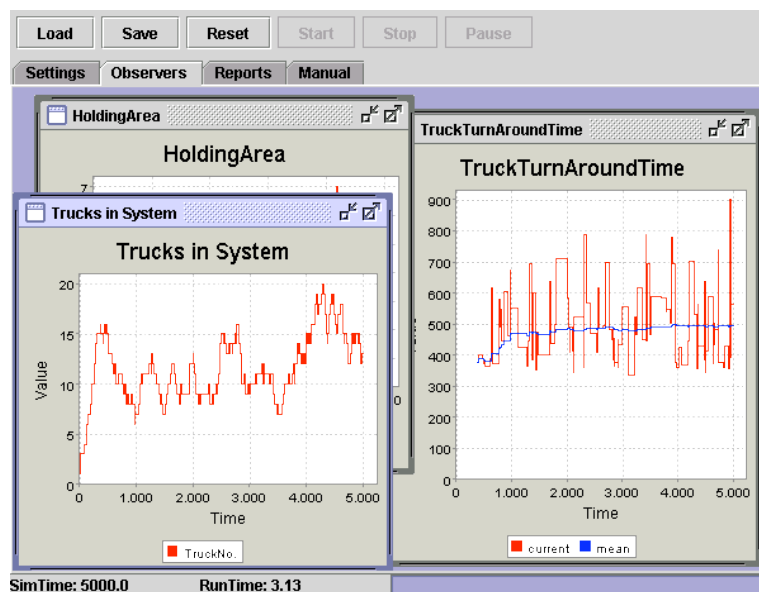 Load Save Reset Start Stop Pause
Settings Observers Reports Manual
HoldingArea
HoldingArea
7
TruckTurnAroundTime
TruckTurnAroundTime
900
800
700
600
500
400
300
200
100
0
0 1.000 2.000 3.000 4.000 5.000
Time
current mean
Trucks in System
Trucks in System
20
15
10
5
0
Value
0 1.000 2.000 3.000 4.000 5.000
Time
TruckNo.
0
SimTime: 5000.0 RunTime: 3.13